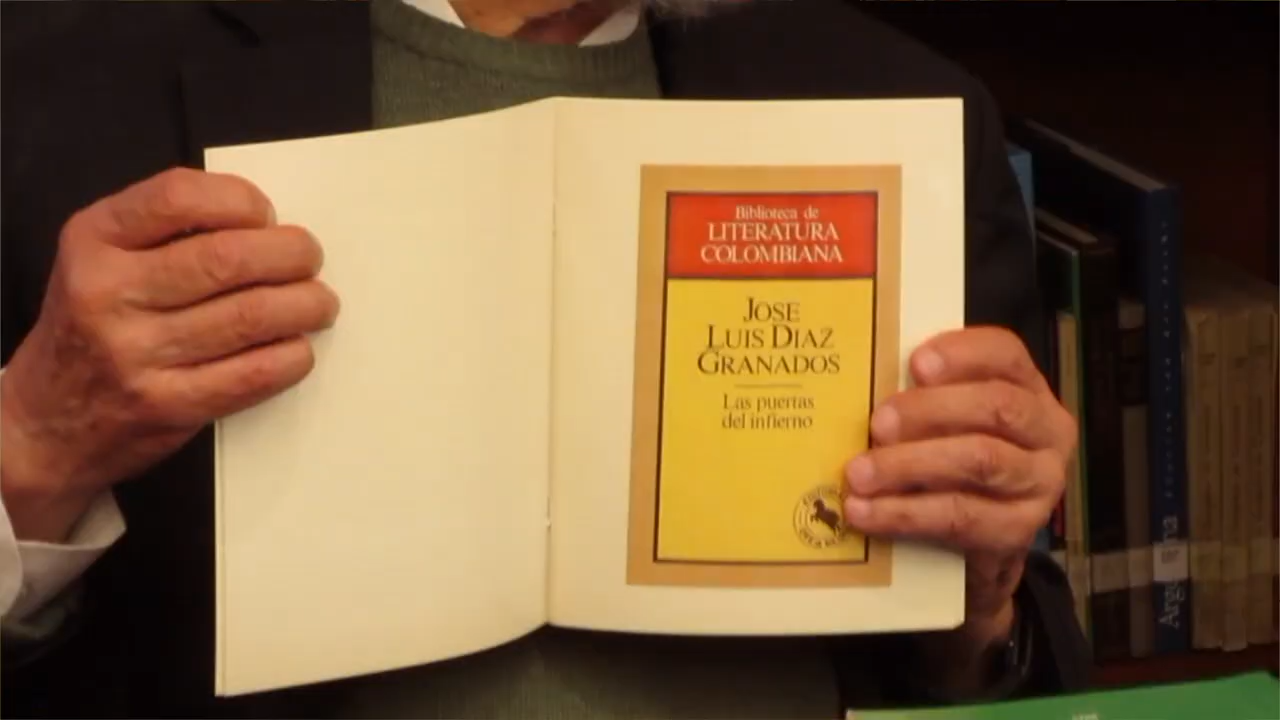 Biblioteca de
LITERATURA
COLOMBIANA
JOSE
LUIS DIAZ
GRANADOS
Las puertas
del infierno